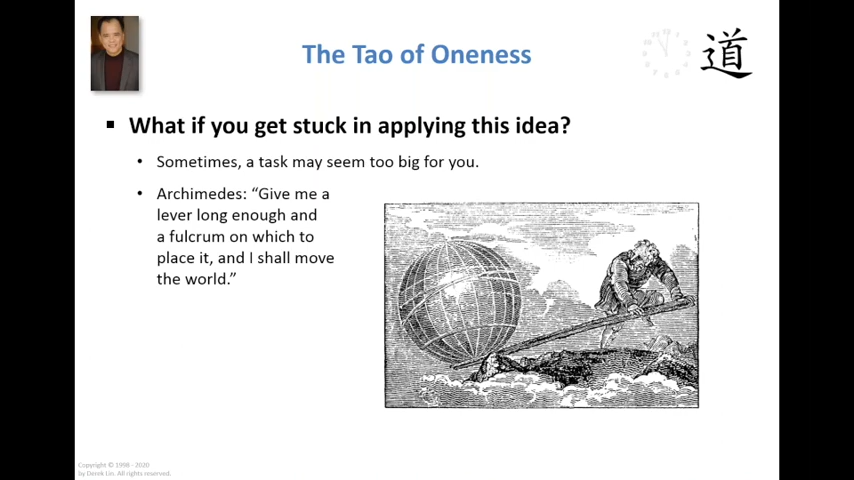 The Tao of Oneness
道
▪ What if you get stuck in applying this idea?
• Sometimes, a task may seem too big for you.
• Archimedes: “Give me a
lever long enough and
a fulcrum on which to
place it, and I shall move
the world.”
Copyright © 1998 - 2020
by Derek Lin. All rights reserved.